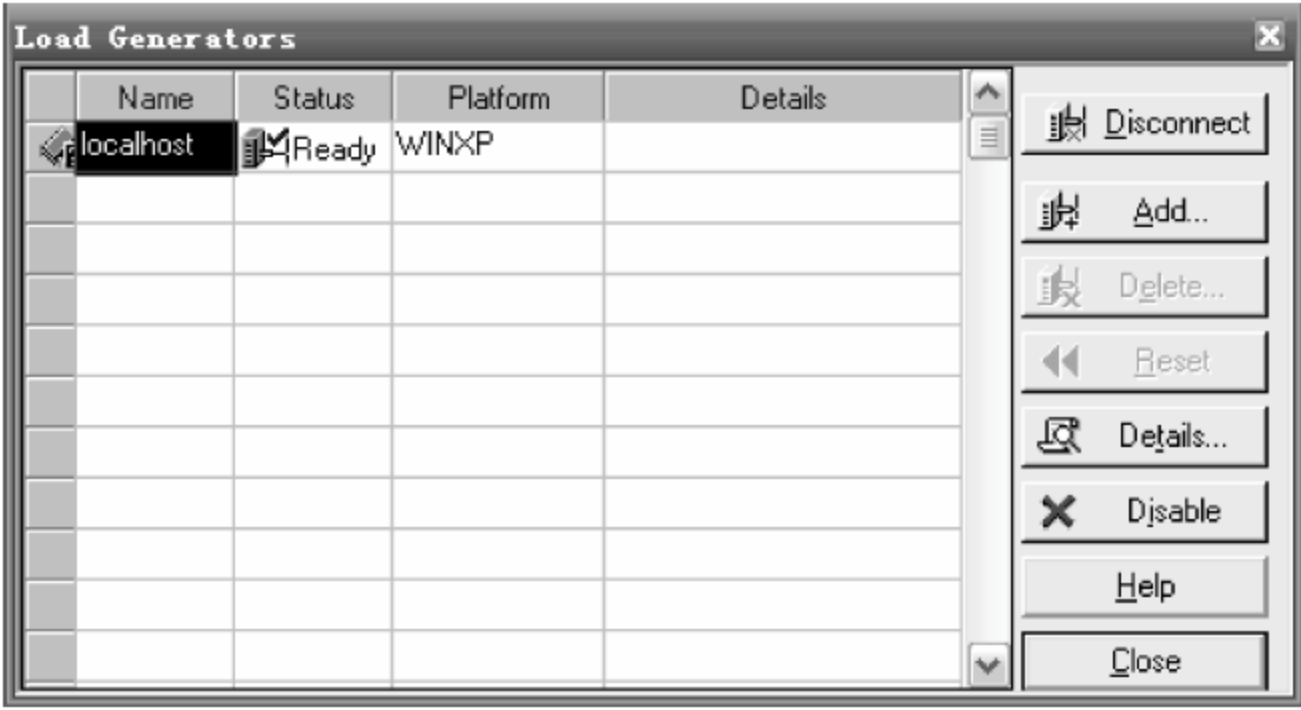 Load Generators
Name Status Platform Details
localhost Ready WINXP
Disconnect
Add...
Delete...
Reset
Details...
Disable
Help
Close